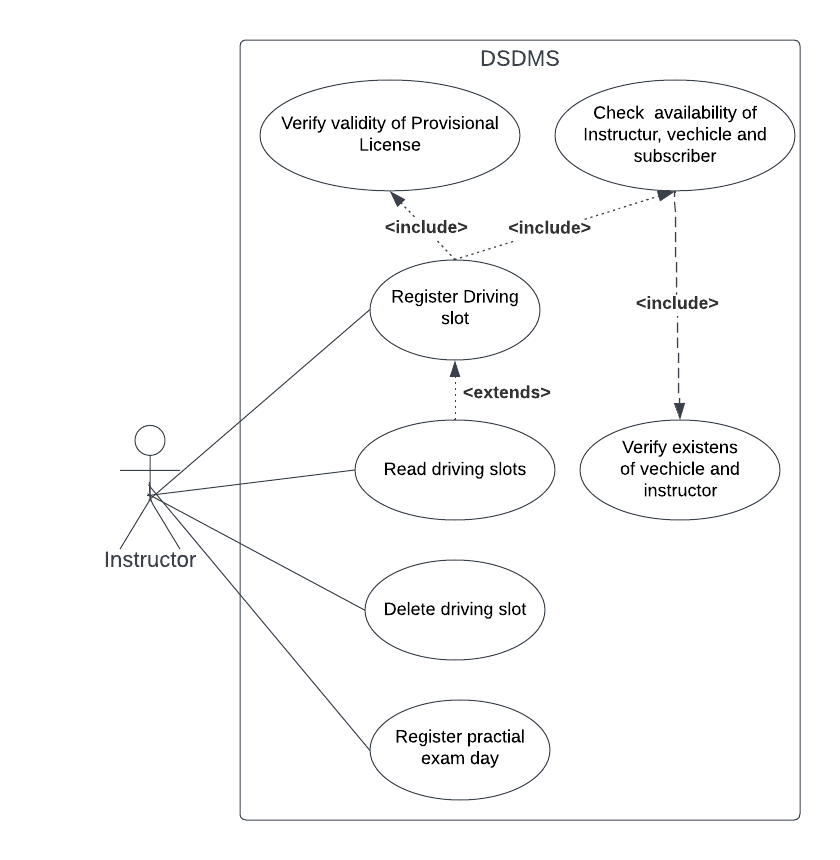 DSDMS
Verify validity of Provisional
License
Check availability of
Instructur, vechicle and
subscriber
<include>
<include>
Register Driving
slot
<include>
<extends>
Read driving slots
Verify existens
of vechicle and
instructor
Instructor
Delete driving slot
Register practial
exam day